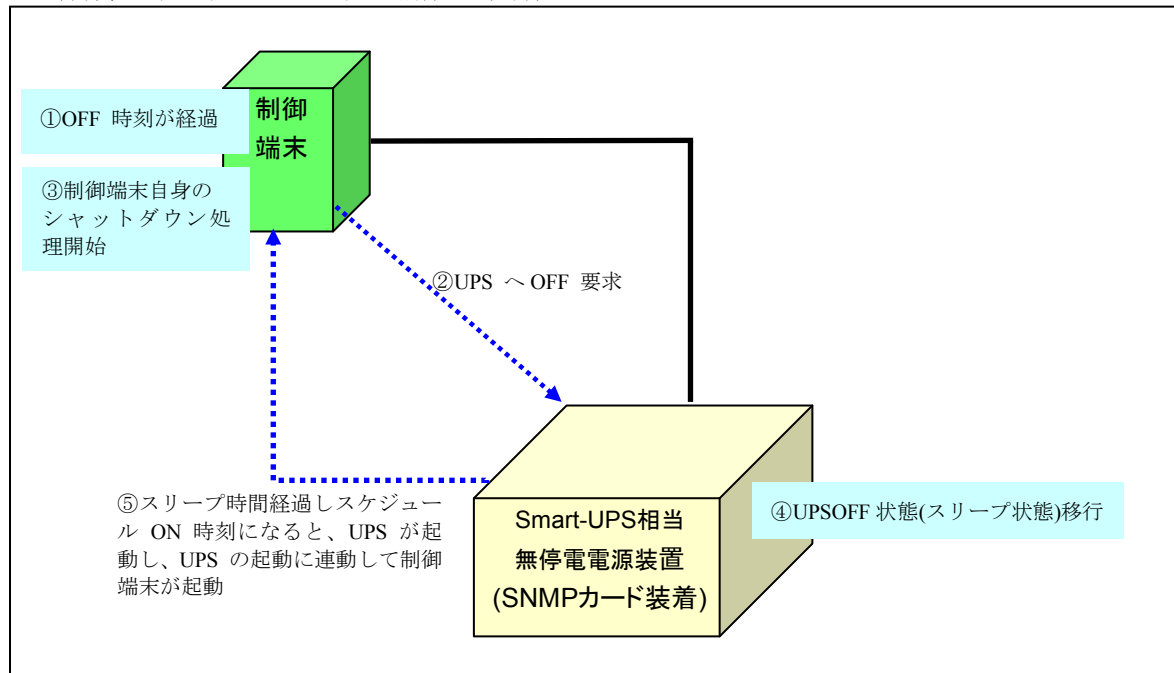 制御
端末
①OFF 時刻が経過
③制御端末自身の
シャットダウン処
理開始
②UPS へ OFF 要求
⑤スリープ時間経過しスケジュー
ル ON 時刻になると、UPS が起
動し、UPS の起動に連動して制御
端末が起動
Smart-UPS相当
無停電電源装置
(SNMPカード装着)
④UPSOFF 状態(スリープ状態)移行